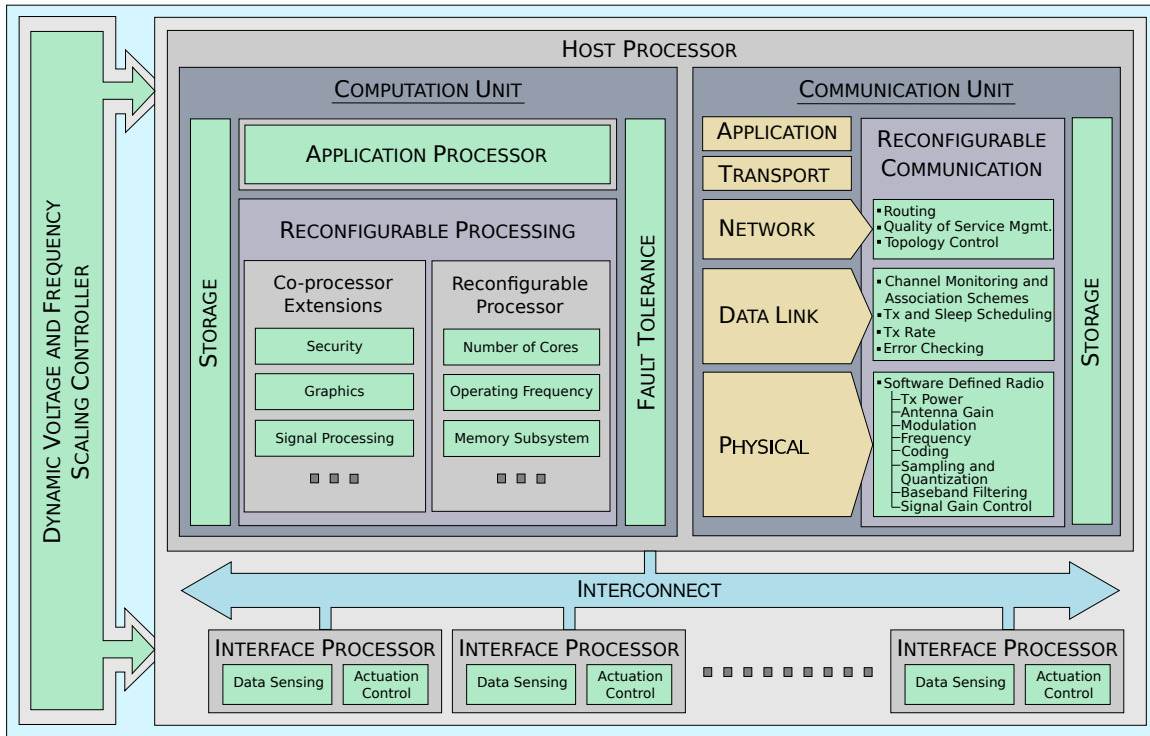 DYNAMIC VOLTAGE AND FREQUENCY
SCALING CONTROLLER
HOST PROCESSOR
COMPUTATION UNIT
STORAGE
APPLICATION PROCESSOR
RECONFIGURABLE PROCESSING
Co-processor
Extensions
Security
Graphics
Signal Processing
Reconfigurable
Processor
Number of Cores
Operating Frequency
Memory Subsystem
FAULT TOLERANCE
COMMUNICATION UNIT
APPLICATION
TRANSPORT
NETWORK
DATA LINK
PHYSICAL
RECONFIGURABLE
COMMUNICATION
▪Routing
▪Quality of Service Mgmt.
▪Topology Control
▪Channel Monitoring and
Association Schemes
▪Tx and Sleep Scheduling
▪Tx Rate
▪Error Checking
▪Software Defined Radio
Tx Power
Antenna Gain
Modulation
Frequency
Coding
Sampling and
Quantization
Baseband Filtering
Signal Gain Control
STORAGE
INTERCONNECT
INTERFACE PROCESSOR
Data Sensing
Actuation
Control
INTERFACE PROCESSOR
Data Sensing
Actuation
Control
INTERFACE PROCESSOR
Data Sensing
Actuation
Control